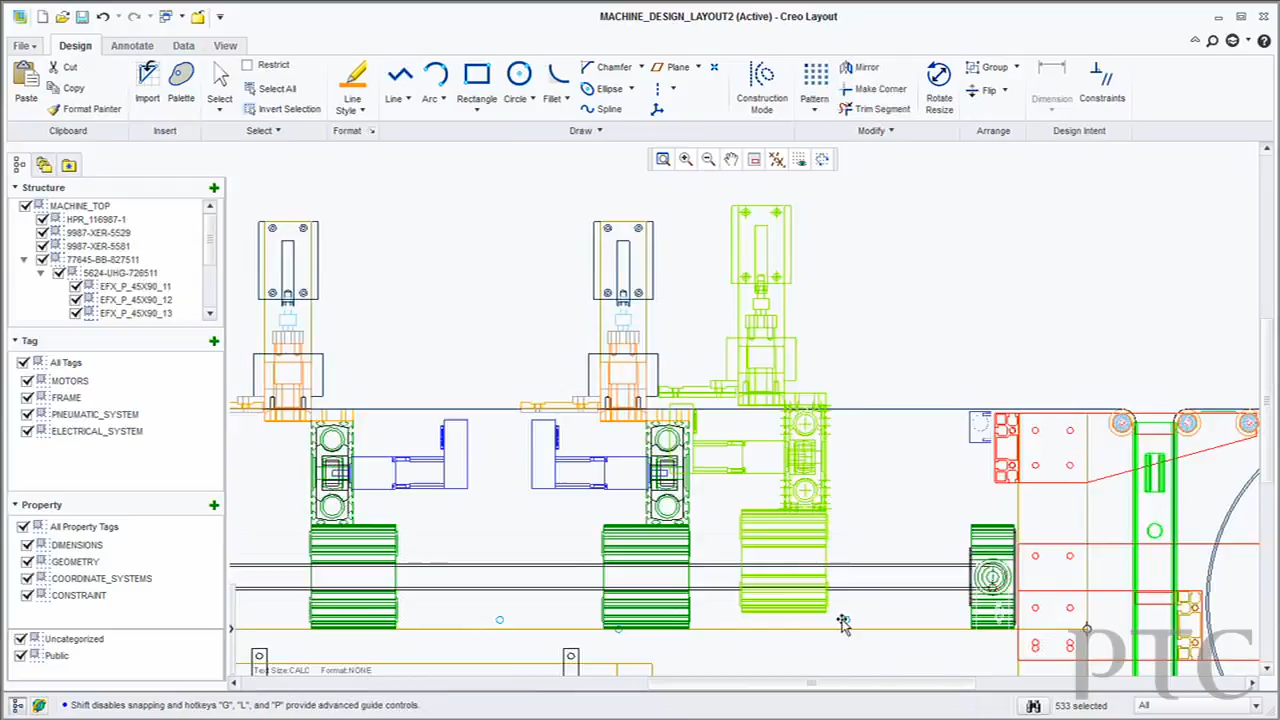 MACHINE_DESIGN_LAYOUT2 (Active) - Creo Layout
File Design Annotate Data View
Paste Cut Copy Format Painter
Clipboard
Import Palette
Insert
Select Restrict Select All Invert Selection
Select
Line Style
Format
Line Arc Rectangle Circle Fillet Chamfer Ellipse Spline Plane
Construction Mode
Draw
Pattern Mirror Make Corner Trim Segment
Modify
Rotate Resize Group Flip
Arrange
Dimension Constraints
Design Intent
Structure
MACHINE_TOP
HPR_116987-1
9987-XER-5529
9987-XER-5581
77645-BB-827511
5624-UHG-726511
EFX_P_45X90_11
EFX_P_45X90_12
EFX_P_45X90_13
Tag
All Tags
MOTORS
FRAME
PNEUMATIC_SYSTEM
ELECTRICAL_SYSTEM
Property
All Property Tags
DIMENSIONS
GEOMETRY
COORDINATE_SYSTEMS
CONSTRAINT
Uncategorized
Public
Text Size:CALC Format:NONE
PTC
Shift disables snapping and hotkeys "G", "L", and "P" provide advanced guide controls.
533 selected
All